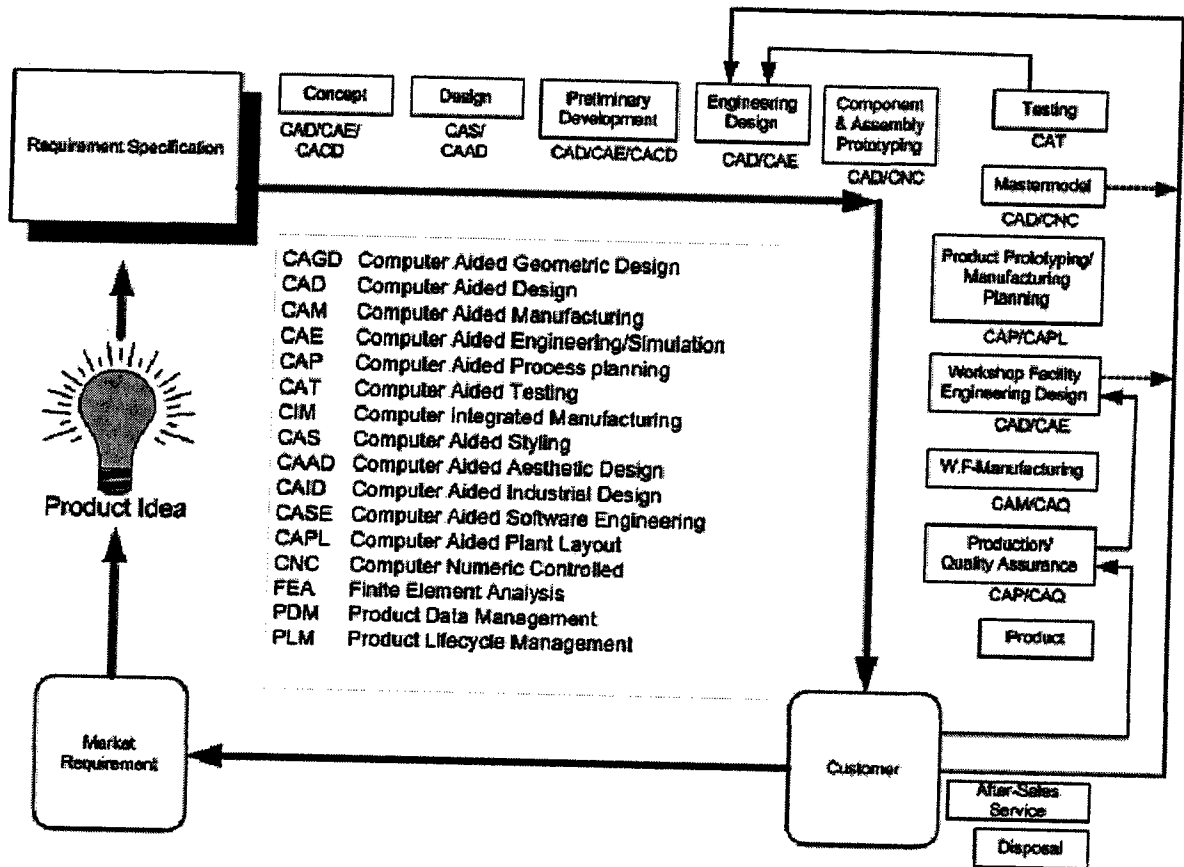 Requirement Specification
Concept
CAD/CAE/
CACD
Design
CAS/
CAAD
Preliminary
Development
CAD/CAE/CACD
Engineering
Design
CAD/CAE
Component
& Assembly
Prototyping
CAD/CNC
Testing
CAT
Mastermodel
CAD/CNC
Product Prototyping/
Manufacturing
Planning
CAP/CAPL
Workshop Facility
Engineering Design
CAD/CAE
W.F-Manufacturing
CAM/CAQ
Production/
Quality Assurance
CAP/CAQ
Product
CAGD Computer Aided Geometric Design
CAD Computer Aided Design
CAM Computer Aided Manufacturing
CAE Computer Aided Engineering/Simulation
CAP Computer Aided Process planning
CAT Computer Aided Testing
CIM Computer Integrated Manufacturing
CAS Computer Aided Styling
CAAD Computer Aided Aesthetic Design
CAID Computer Aided Industrial Design
CASE Computer Aided Software Engineering
CAPL Computer Aided Plant Layout
CNC Computer Numeric Controlled
FEA Finite Element Analysis
PDM Product Data Management
PLM Product Lifecycle Management
Product Idea
Market
Requirement
Customer
After-Sales
Service
Disposal